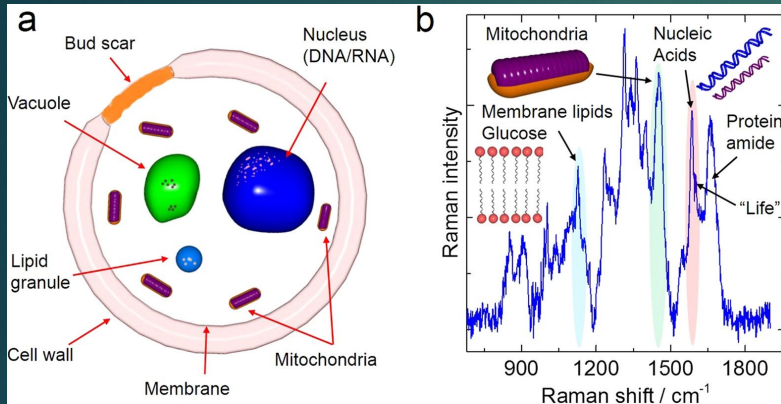 a
Bud scar
Nucleus
(DNA/RNA)
Vacuole
Lipid
granule
Cell wall
Membrane
Mitochondria
b
Mitochondria
Nucleic
Acids
Membrane lipids
Glucose
Protein
amide
“Life”
Raman intensity
900
1200
1500
1800
Raman shift / cm⁻¹